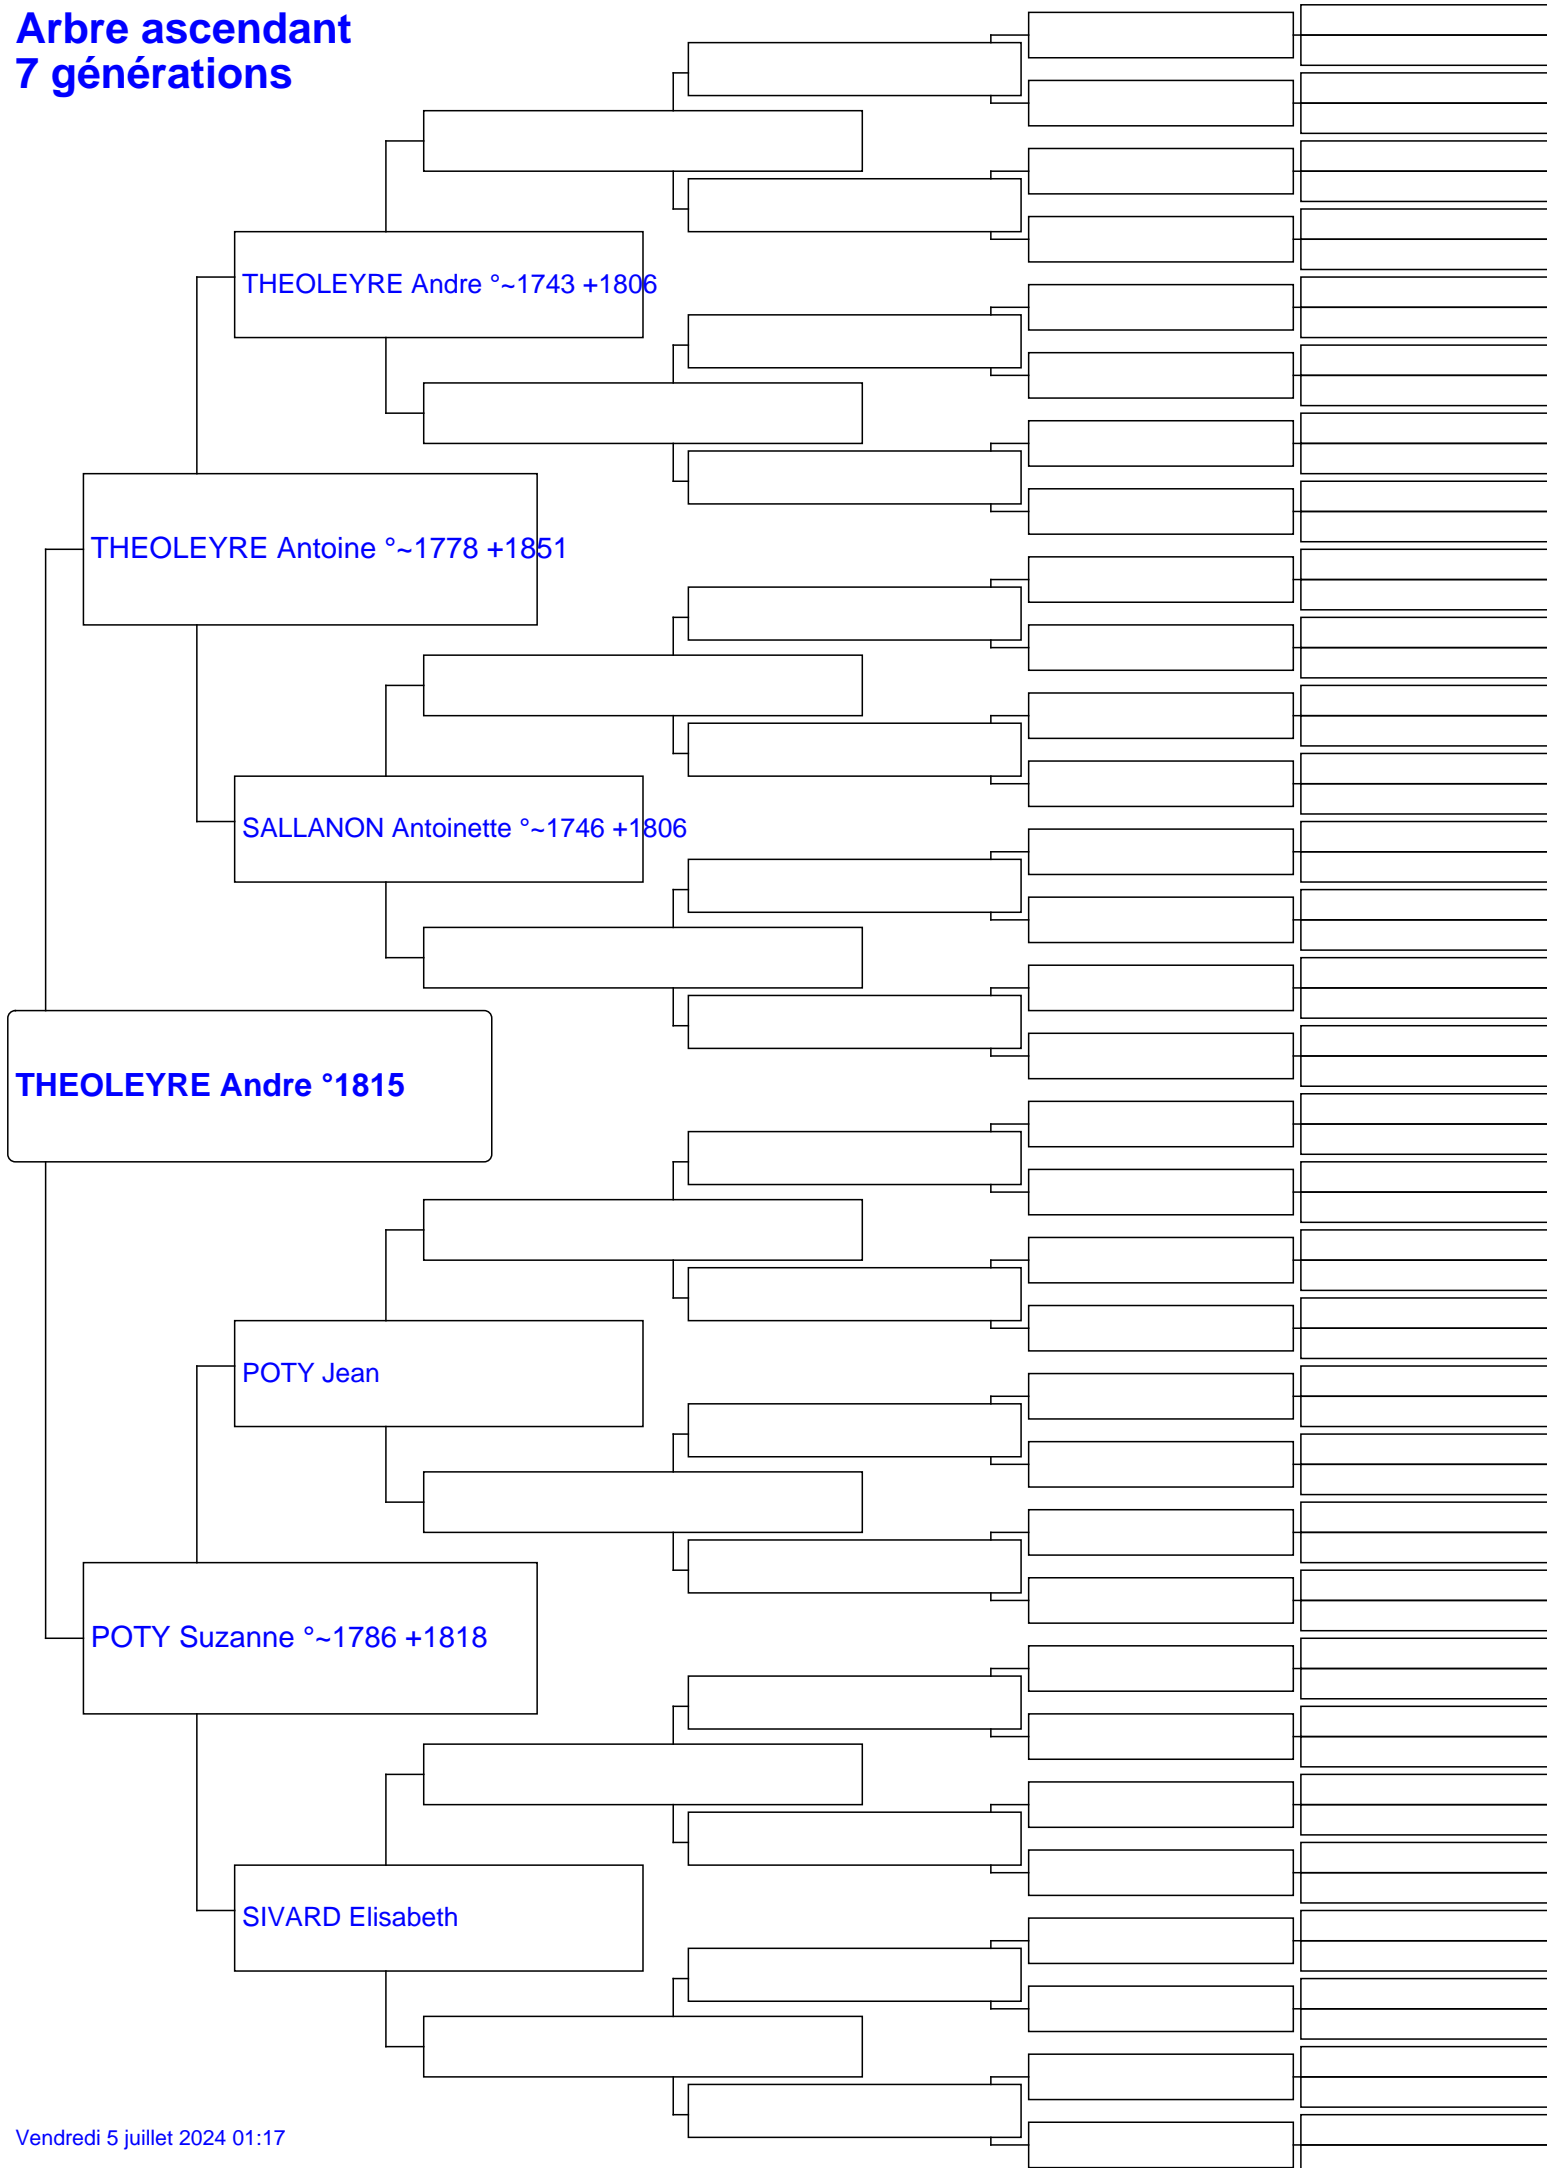 Arbre ascendant
7 générations
THEOLEYRE Andre °~1743 +1806
THEOLEYRE Antoine °~1778 +1851
SALLANON Antoinette °~1746 +1806
THEOLEYRE Andre °1815
POTY Jean
POTY Suzanne °~1786 +1818
SIVARD Elisabeth
Vendredi 5 juillet 2024 01:17